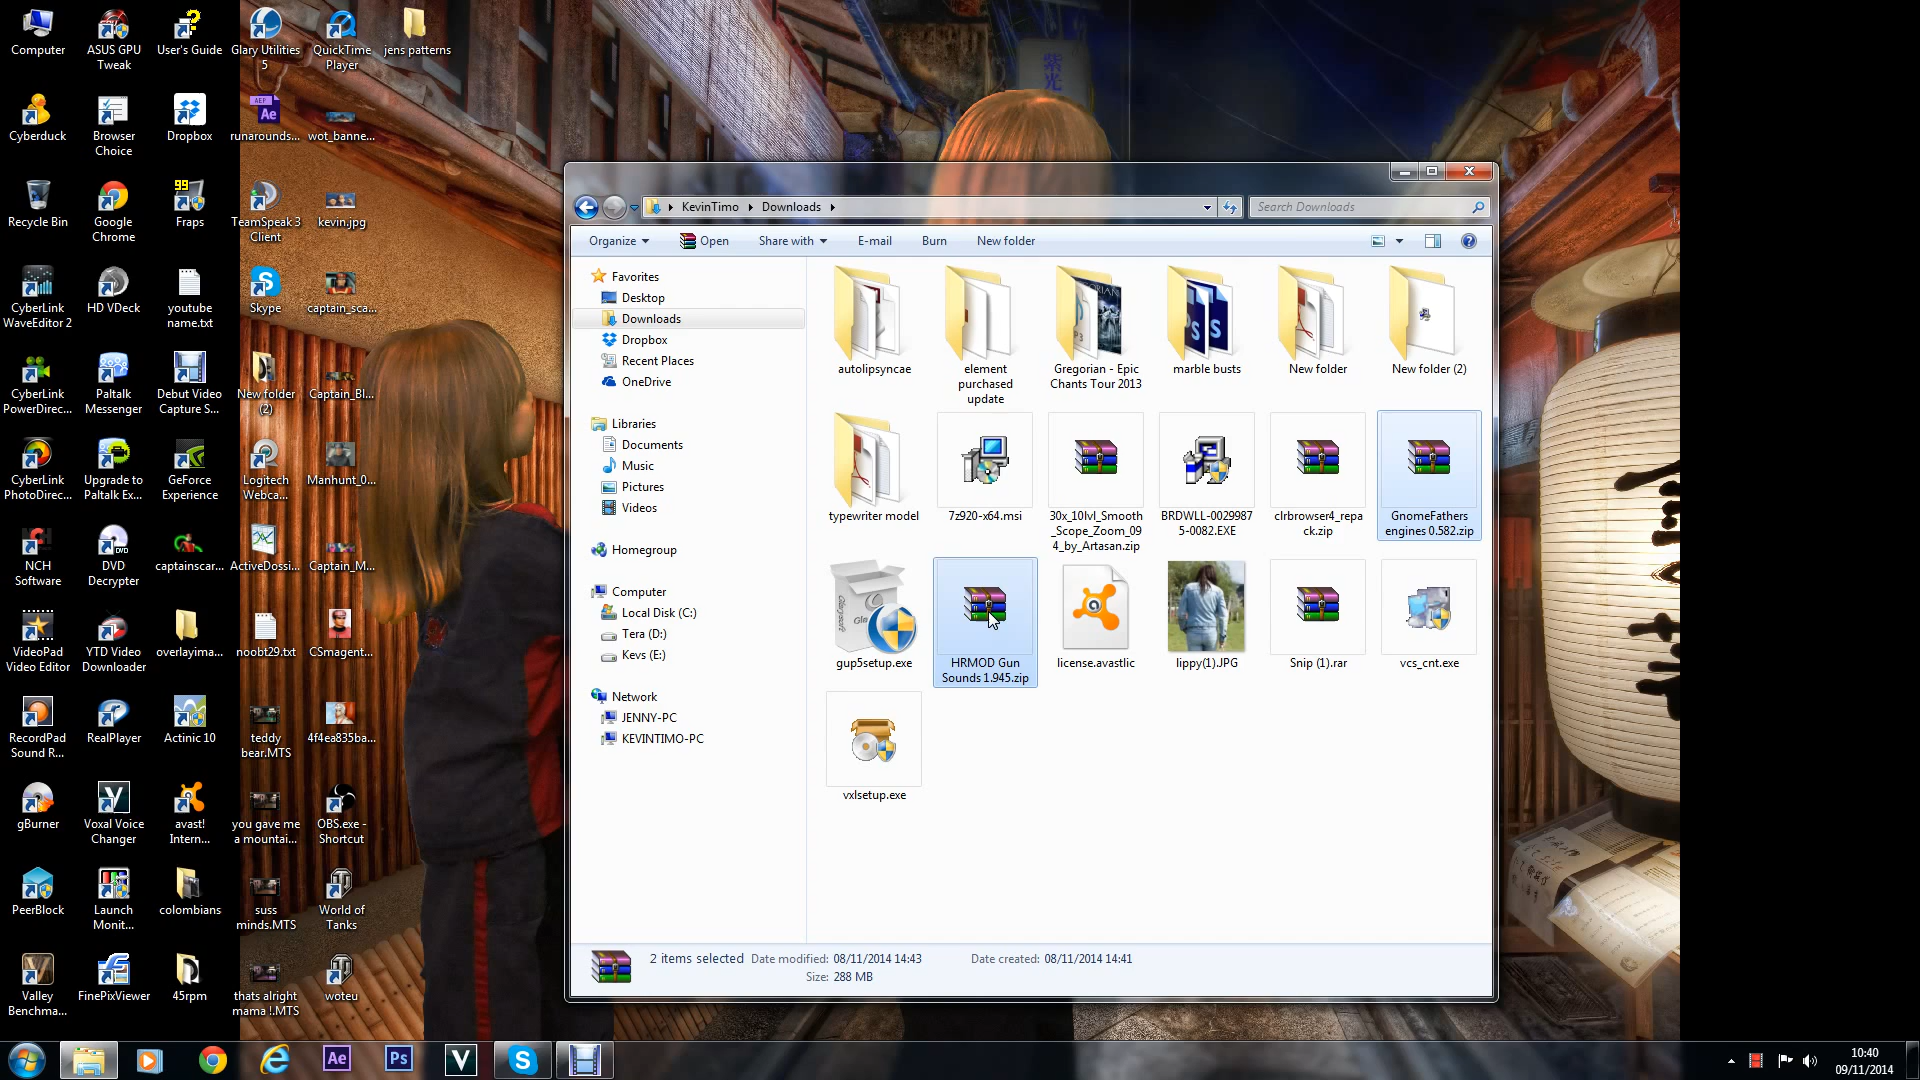 Computer
ASUS GPU
Tweak
User's Guide
Glary Utilities
5
QuickTime
Player
jens patterns
Cyberduck
Browser
Choice
Dropbox
runarounds...
wot_banne...
Recycle Bin
Google
Chrome
99
Fraps
TeamSpeak 3
Client
kevin.jpg
CyberLink
WaveEditor 2
HD VDeck
youtube
name.txt
Skype
captain_sca...
CyberLink
PowerDirec...
Paltalk
Messenger
Debut Video
Capture S...
New folder
(2)
Captain_Bl...
CyberLink
PhotoDirec...
Upgrade to
Paltalk Ex...
GeForce
Experience
Logitech
Webca...
Manhunt_0...
NCH
Software
DVD
Decrypter
captainscar...
ActiveDossi...
Captain_M...
VideoPad
Video Editor
YTD Video
Downloader
overlayima...
noobt29.txt
CSmagent...
RecordPad
Sound R...
RealPlayer
Actinic 10
teddy
bear.MTS
4f4ea835ba...
gBurner
Voxal Voice
Changer
avast!
Intern...
you gave me
a mountai...
OBS.exe -
Shortcut
PeerBlock
Launch
Monit...
colombians
suss
minds.MTS
World of
Tanks
Valley
Benchma...
FinePixViewer
45rpm
thats alright
mama !.MTS
woteu
紫光
KevinTimo
Downloads
Search Downloads
Organize
Open
Share with
E-mail
Burn
New folder
Favorites
Desktop
Downloads
Dropbox
Recent Places
OneDrive
Libraries
Documents
Music
Pictures
Videos
Homegroup
Computer
Local Disk (C:)
Tera (D:)
Kevs (E:)
Network
JENNY-PC
KEVINTIMO-PC
autolipsyncae
element
purchased
update
Gregorian - Epic
Chants Tour 2013
marble busts
New folder
New folder (2)
typewriter model
7z920-x64.msi
30x_10lvl_Smooth
_Scope_Zoom_09
4_by_Artasan.zip
BRDWLL-0029987
5-0082.EXE
clrbrowser4_repa
ck.zip
GnomeFathers
engines 0.582.zip
gup5setup.exe
HRMOD Gun
Sounds 1.945.zip
license.avastlic
lippy(1).JPG
Snip (1).rar
vcs_cnt.exe
vxlsetup.exe
2 items selected
Date modified: 08/11/2014 14:43
Date created: 08/11/2014 14:41
Size: 288 MB
Ae
Ps
V
S
10:40
09/11/2014